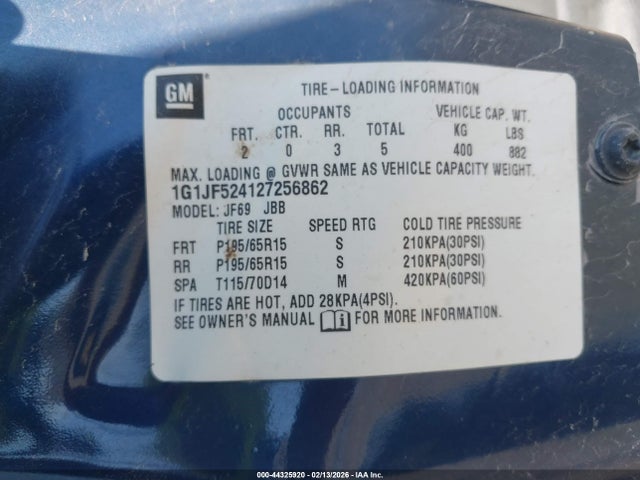 GM
TIRE-LOADING INFORMATION
OCCUPANTS VEHICLE CAP. WT.
FRT. CTR. RR. TOTAL KG LBS
2 0 3 5 400 882
MAX. LOADING @ GVWR SAME AS VEHICLE CAPACITY WEIGHT.
1G1JF524127256862
MODEL: JF69 JBB
TIRE SIZE SPEED RTG COLD TIRE PRESSURE
FRT P195/65R15 S 210KPA(30PSI)
RR P195/65R15 S 210KPA(30PSI)
SPA T115/70D14 M 420KPA(60PSI)
IF TIRES ARE HOT, ADD 28KPA(4PSI).
SEE OWNER'S MANUAL i FOR MORE INFORMATION.
000-44325920 - 02/13/2026 - IAA Inc.